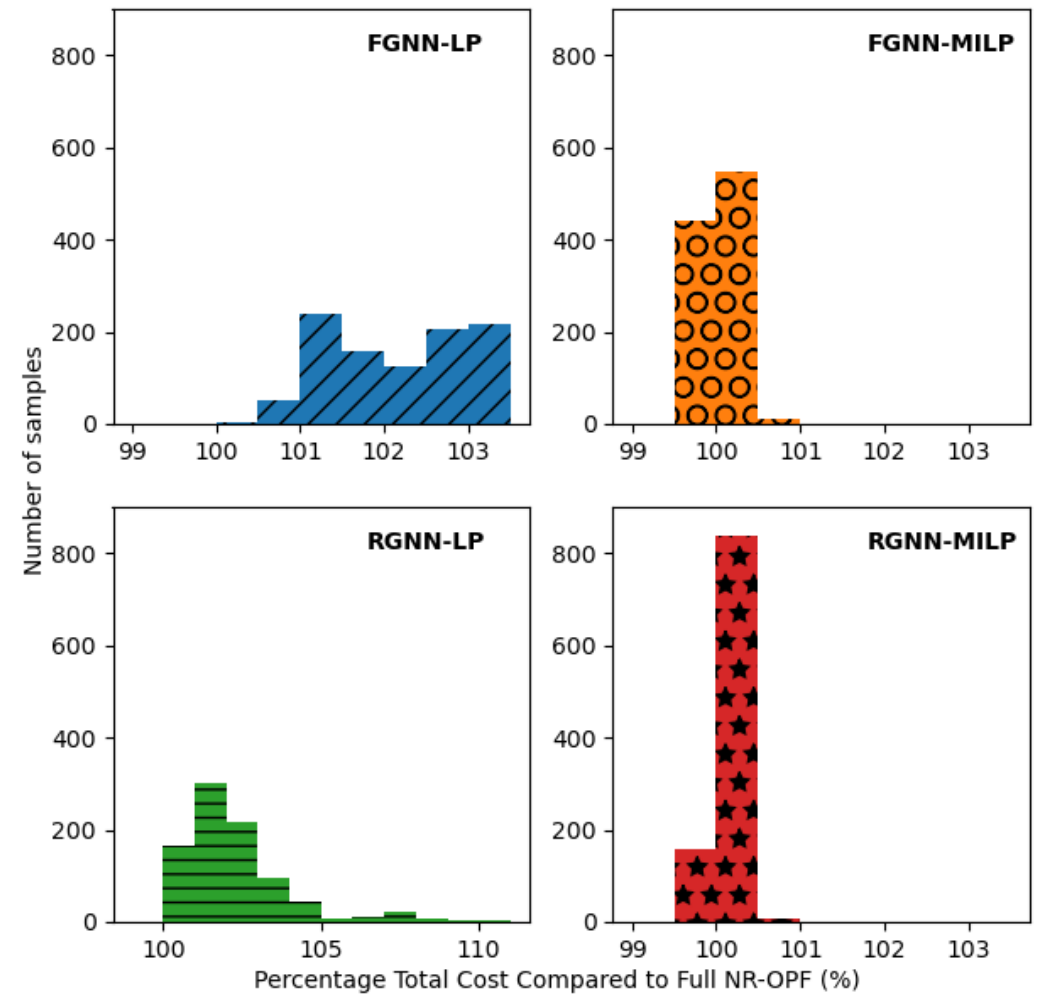 FGNN-LP
800
600
400
200
0
99 100 101 102 103
FGNN-MILP
800
600
400
200
0
99 100 101 102 103
Number of samples
RGNN-LP
800
600
400
200
0
100 105 110
RGNN-MILP
800
600
400
200
0
99 100 101 102 103
Percentage Total Cost Compared to Full NR-OPF (%)